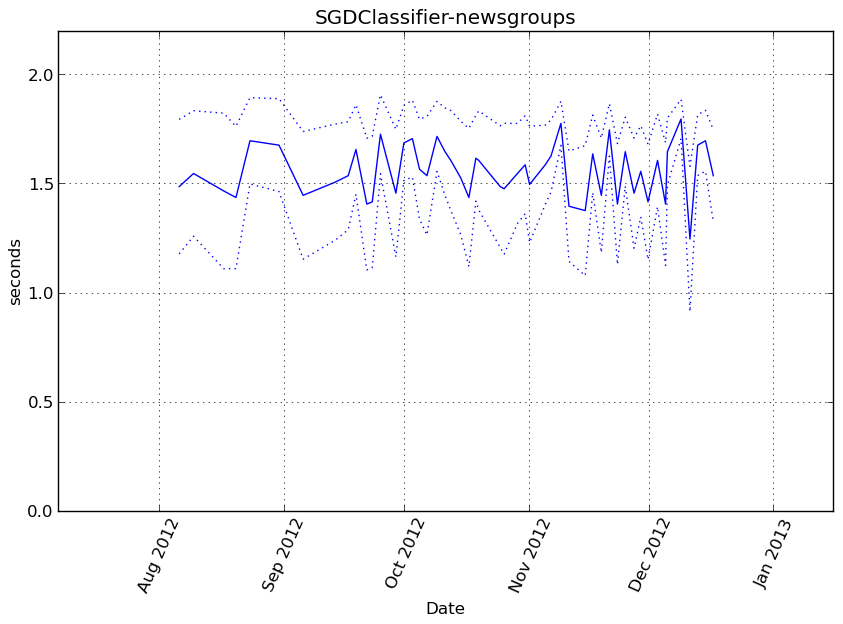 SGDClassifier-newsgroups
2.0
1.5
1.0
0.5
0.0
seconds
Aug 2012
Sep 2012
Oct 2012
Nov 2012
Dec 2012
Jan 2013
Date